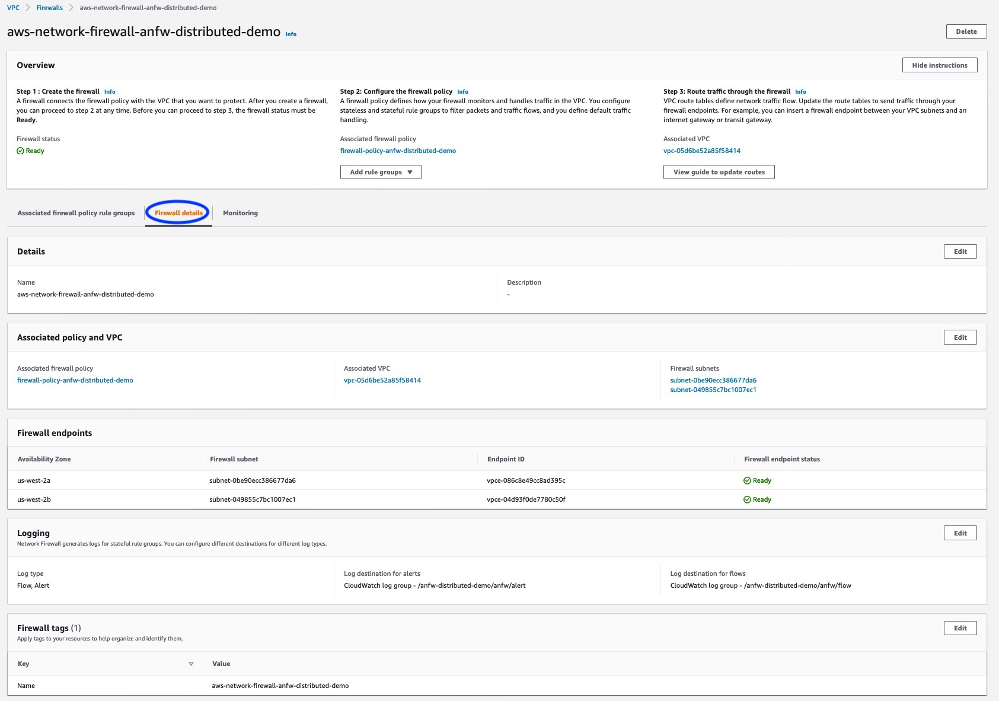 VPC > Firewalls > aws-network-firewall-anfw-distributed-demo
aws-network-firewall-anfw-distributed-demo Info
Delete
Overview
Hide instructions
Step 1 : Create the firewall Info
A firewall connects the firewall policy with the VPC that you want to protect. After you create a firewall,
you can proceed to step 2 at any time. Before you can proceed to step 3, the firewall status must be
Ready.
Firewall status
Ready
Step 2: Configure the firewall policy Info
A firewall policy defines how your firewall monitors and handles traffic in the VPC. You configure
stateless and stateful rule groups to filter packets and traffic flows, and you define default traffic
handling.
Associated firewall policy
firewall-policy-anfw-distributed-demo
Add rule groups
Step 3: Route traffic through the firewall Info
VPC route tables define network traffic flow. Update the route tables to send traffic through your
firewall endpoints. For example, you can insert a firewall endpoint between your VPC subnets and an
internet gateway or transit gateway.
Associated VPC
vpc-05d6be52a85f58414
View guide to update routes
Associated firewall policy rule groups
Firewall details
Monitoring
Details
Edit
Name
aws-network-firewall-anfw-distributed-demo
Description
-
Associated policy and VPC
Edit
Associated firewall policy
firewall-policy-anfw-distributed-demo
Associated VPC
vpc-05d6be52a85f58414
Firewall subnets
subnet-0be90ecc386677da6
subnet-049855c7bc1007ec1
Firewall endpoints
Availability Zone Firewall subnet Endpoint ID Firewall endpoint status
us-west-2a subnet-0be90ecc386677da6 vpce-086c8e49cc8ad395c Ready
us-west-2b subnet-049855c7bc1007ec1 vpce-04d93f0de7780c50f Ready
Logging
Edit
Network Firewall generates logs for stateful rule groups. You can configure different destinations for different log types.
Log type
Flow, Alert
Log destination for alerts
CloudWatch log group - /anfw-distributed-demo/anfw/alert
Log destination for flows
CloudWatch log group - /anfw-distributed-demo/anfw/flow
Firewall tags (1)
Edit
Apply tags to your resources to help organize and identify them.
Key Value
Name aws-network-firewall-anfw-distributed-demo